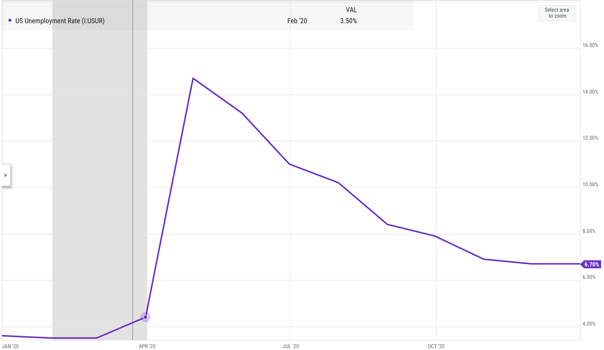 VAL
US Unemployment Rate (I:USUR) Feb '20 3.50%
Select area
to zoom
16.00%
14.00%
12.00%
10.00%
8.00%
6.70%
6.00%
4.00%
JAN '20 APR '20 JUL '20 OCT '20